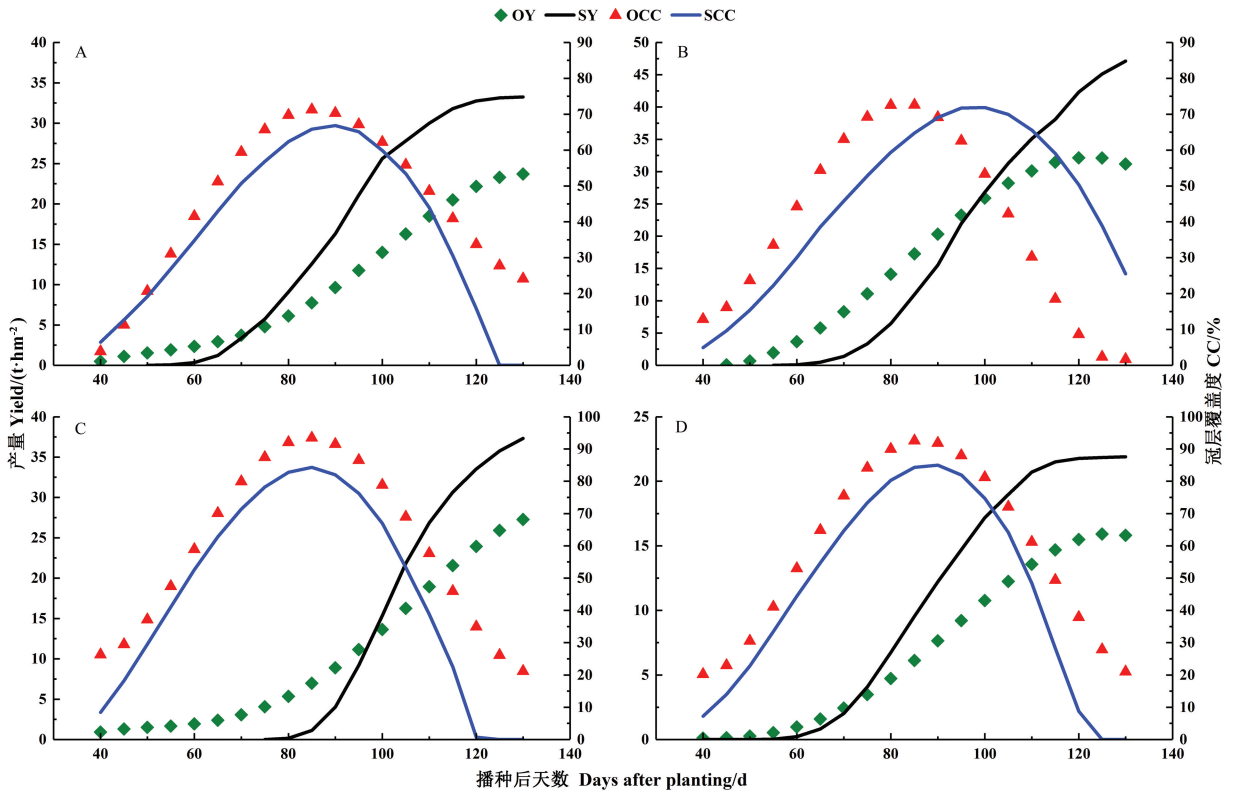 OY SY OCC SCC
A
40 35 30 25 20 15 10 5 0
90 80 70 60 50 40 30 20 10 0
40 60 80 100 120 140
B
50 45 40 35 30 25 20 15 10 5 0
90 80 70 60 50 40 30 20 10 0
40 60 80 100 120 140
产量 Yield/(t·hm⁻²)
冠层覆盖度 CC/%
C
40 35 30 25 20 15 10 5 0
100 90 80 70 60 50 40 30 20 10 0
40 60 80 100 120 140
D
25 20 15 10 5 0
100 90 80 70 60 50 40 30 20 10 0
40 60 80 100 120 140
播种后天数 Days after planting/d